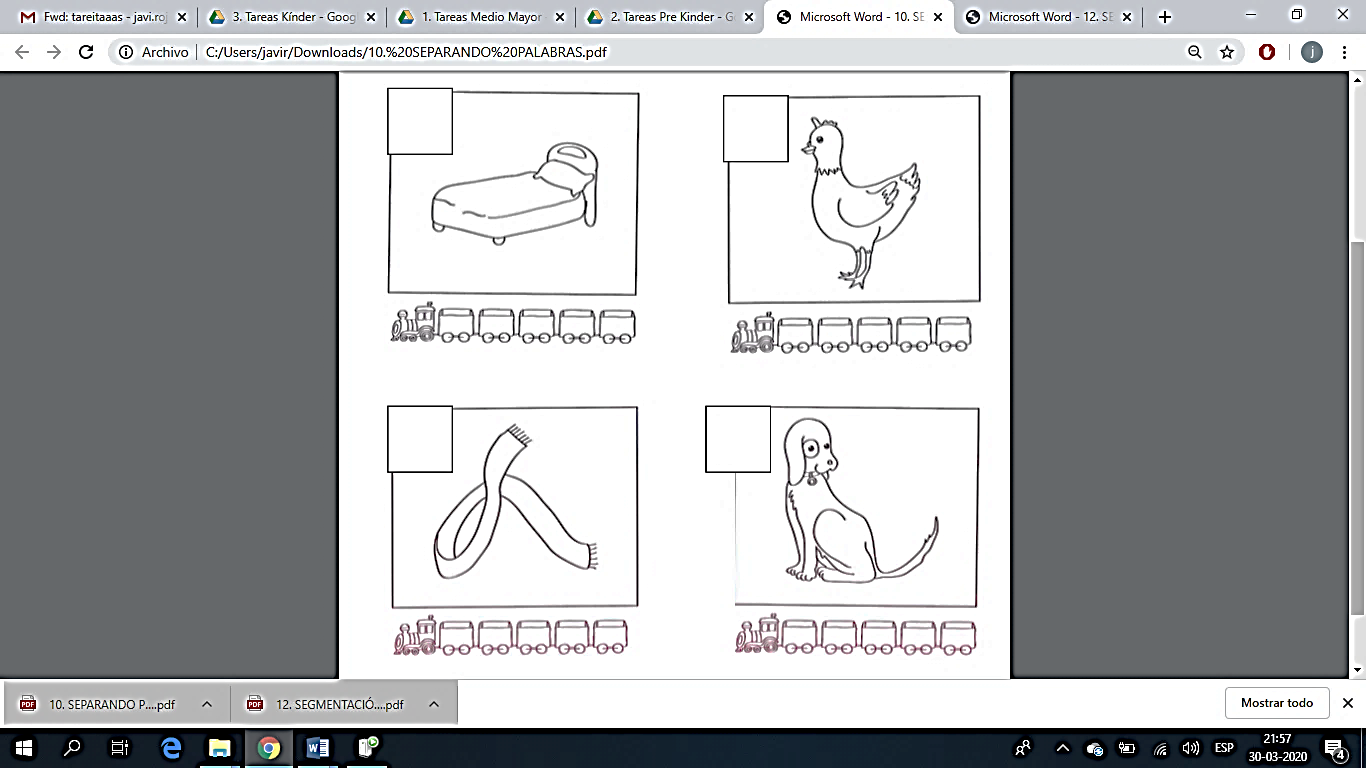 Fwd: tareitaaas - javi.roj
3. Tareas Kínder - Goog
1. Tareas Medio Mayor
2. Tareas Pre Kinder - G
Microsoft Word - 10. SE
Microsoft Word - 12. SE
Archivo
C:/Users/javir/Downloads/10.%20SEPARANDO%20PALABRAS.pdf
j
10. SEPARANDO P....pdf
12. SEGMENTACIÓ....pdf
Mostrar todo
ESP
21:57
30-03-2020
4